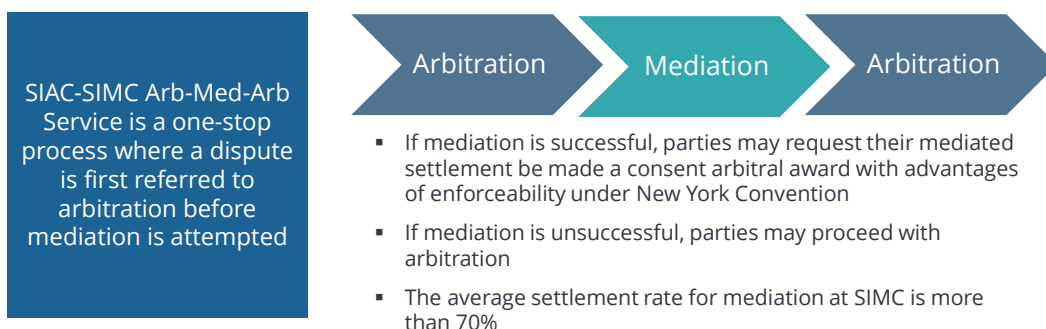 SIAC-SIMC Arb-Med-Arb
Service is a one-stop
process where a dispute
is first referred to
arbitration before
mediation is attempted
Arbitration
Mediation
Arbitration
▪ If mediation is successful, parties may request their mediated
settlement be made a consent arbitral award with advantages
of enforceability under New York Convention
▪ If mediation is unsuccessful, parties may proceed with
arbitration
▪ The average settlement rate for mediation at SIMC is more
than 70%